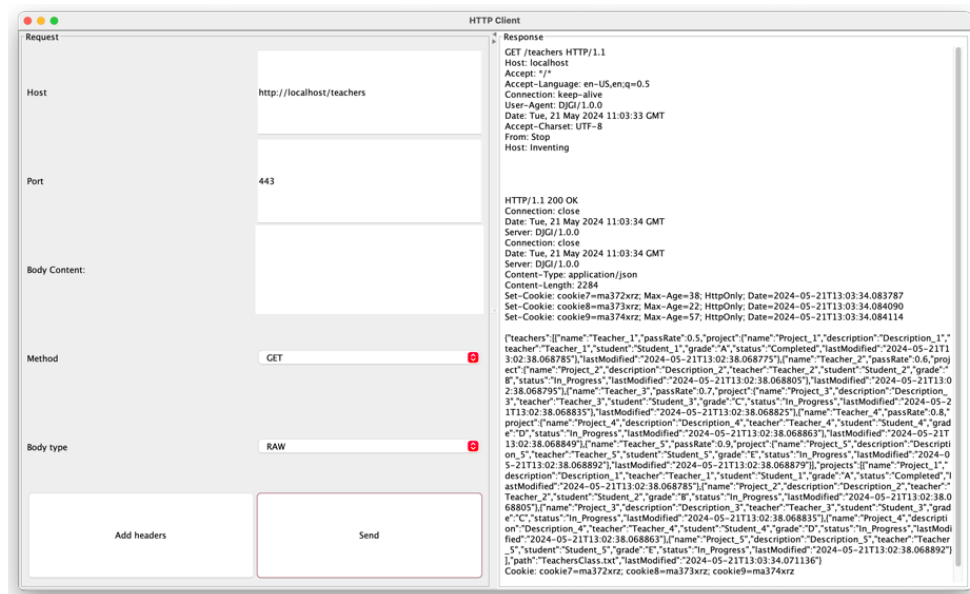 HTTP Client
Request
Host
http://localhost/teachers
Port
443
Body Content:
Method
GET
Body type
RAW
Add headers
Send
Response
GET /teachers HTTP/1.1
Host: localhost
Accept: */*
Accept-Language: en-US,en;q=0.5
Connection: keep-alive
User-Agent: DJGI/1.0.0
Date: Tue, 21 May 2024 11:03:33 GMT
Accept-Charset: UTF-8
From: Stop
Host: Inventing
HTTP/1.1 200 OK
Connection: close
Date: Tue, 21 May 2024 11:03:34 GMT
Server: DJGI/1.0.0
Connection: close
Date: Tue, 21 May 2024 11:03:34 GMT
Server: DJGI/1.0.0
Content-Type: application/json
Content-Length: 2284
Set-Cookie: cookie7=ma372xrz; Max-Age=38; HttpOnly; Date=2024-05-21T13:03:34.083787
Set-Cookie: cookie8=ma373xrz; Max-Age=22; HttpOnly; Date=2024-05-21T13:03:34.084090
Set-Cookie: cookie9=ma374xrz; Max-Age=57; HttpOnly; Date=2024-05-21T13:03:34.084114
{"teachers":[{"name":"Teacher_1","passRate":0.5,"project":{"name":"Project_1","description":"Description_1","
teacher":"Teacher_1","student":"Student_1","grade":"A","status":"Completed","lastModified":"2024-05-21T1
3:02:38.068785"},"lastModified":"2024-05-21T13:02:38.068775"},{"name":"Teacher_2","passRate":0.6,"proj
ect":{"name":"Project_2","description":"Description_2","teacher":"Teacher_2","student":"Student_2","grade":"
B","status":"In_Progress","lastModified":"2024-05-21T13:02:38.068805"},"lastModified":"2024-05-21T13:0
2:38.068795"},{"name":"Teacher_3","passRate":0.7,"project":{"name":"Project_3","description":"Description_
3","teacher":"Teacher_3","student":"Student_3","grade":"C","status":"In_Progress","lastModified":"2024-05-2
1T13:02:38.068835"},"lastModified":"2024-05-21T13:02:38.068825"},{"name":"Teacher_4","passRate":0.8,"
project":{"name":"Project_4","description":"Description_4","teacher":"Teacher_4","student":"Student_4","grad
e":"D","status":"In_Progress","lastModified":"2024-05-21T13:02:38.068863"},"lastModified":"2024-05-21T
13:02:38.068849"},{"name":"Teacher_5","passRate":0.9,"project":{"name":"Project_5","description":"Descripti
on_5","teacher":"Teacher_5","student":"Student_5","grade":"E","status":"In_Progress","lastModified":"2024-0
5-21T13:02:38.068892"},"lastModified":"2024-05-21T13:02:38.068879"}],"projects":[{"name":"Project_1","
description":"Description_1","teacher":"Teacher_1","student":"Student_1","grade":"A","status":"Completed","l
astModified":"2024-05-21T13:02:38.068785"},{"name":"Project_2","description":"Description_2","teacher":"
Teacher_2","student":"Student_2","grade":"B","status":"In_Progress","lastModified":"2024-05-21T13:02:38.0
68805"},{"name":"Project_3","description":"Description_3","teacher":"Teacher_3","student":"Student_3","grad
e":"C","status":"In_Progress","lastModified":"2024-05-21T13:02:38.068835"},{"name":"Project_4","descripti
on":"Description_4","teacher":"Teacher_4","student":"Student_4","grade":"D","status":"In_Progress","lastModi
fied":"2024-05-21T13:02:38.068863"},{"name":"Project_5","description":"Description_5","teacher":"Teacher
_5","student":"Student_5","grade":"E","status":"In_Progress","lastModified":"2024-05-21T13:02:38.068892"}
],"path":"TeachersClass.txt","lastModified":"2024-05-21T13:03:34.071136"}
Cookie: cookie7=ma372xrz; cookie8=ma373xrz; cookie9=ma374xrz